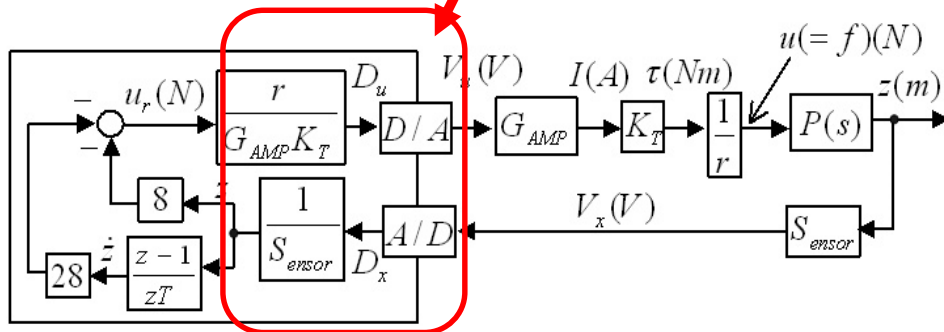 u(= f)(N)
− u_r(N) r D_u V_u(V) I(A) τ(Nm) z(m)
− G_AMP K_T D/A G_AMP K_T 1/r P(s)
8 z 1 A/D V_x(V)
ż z − 1 S_ensor D_x S_ensor
28 zT